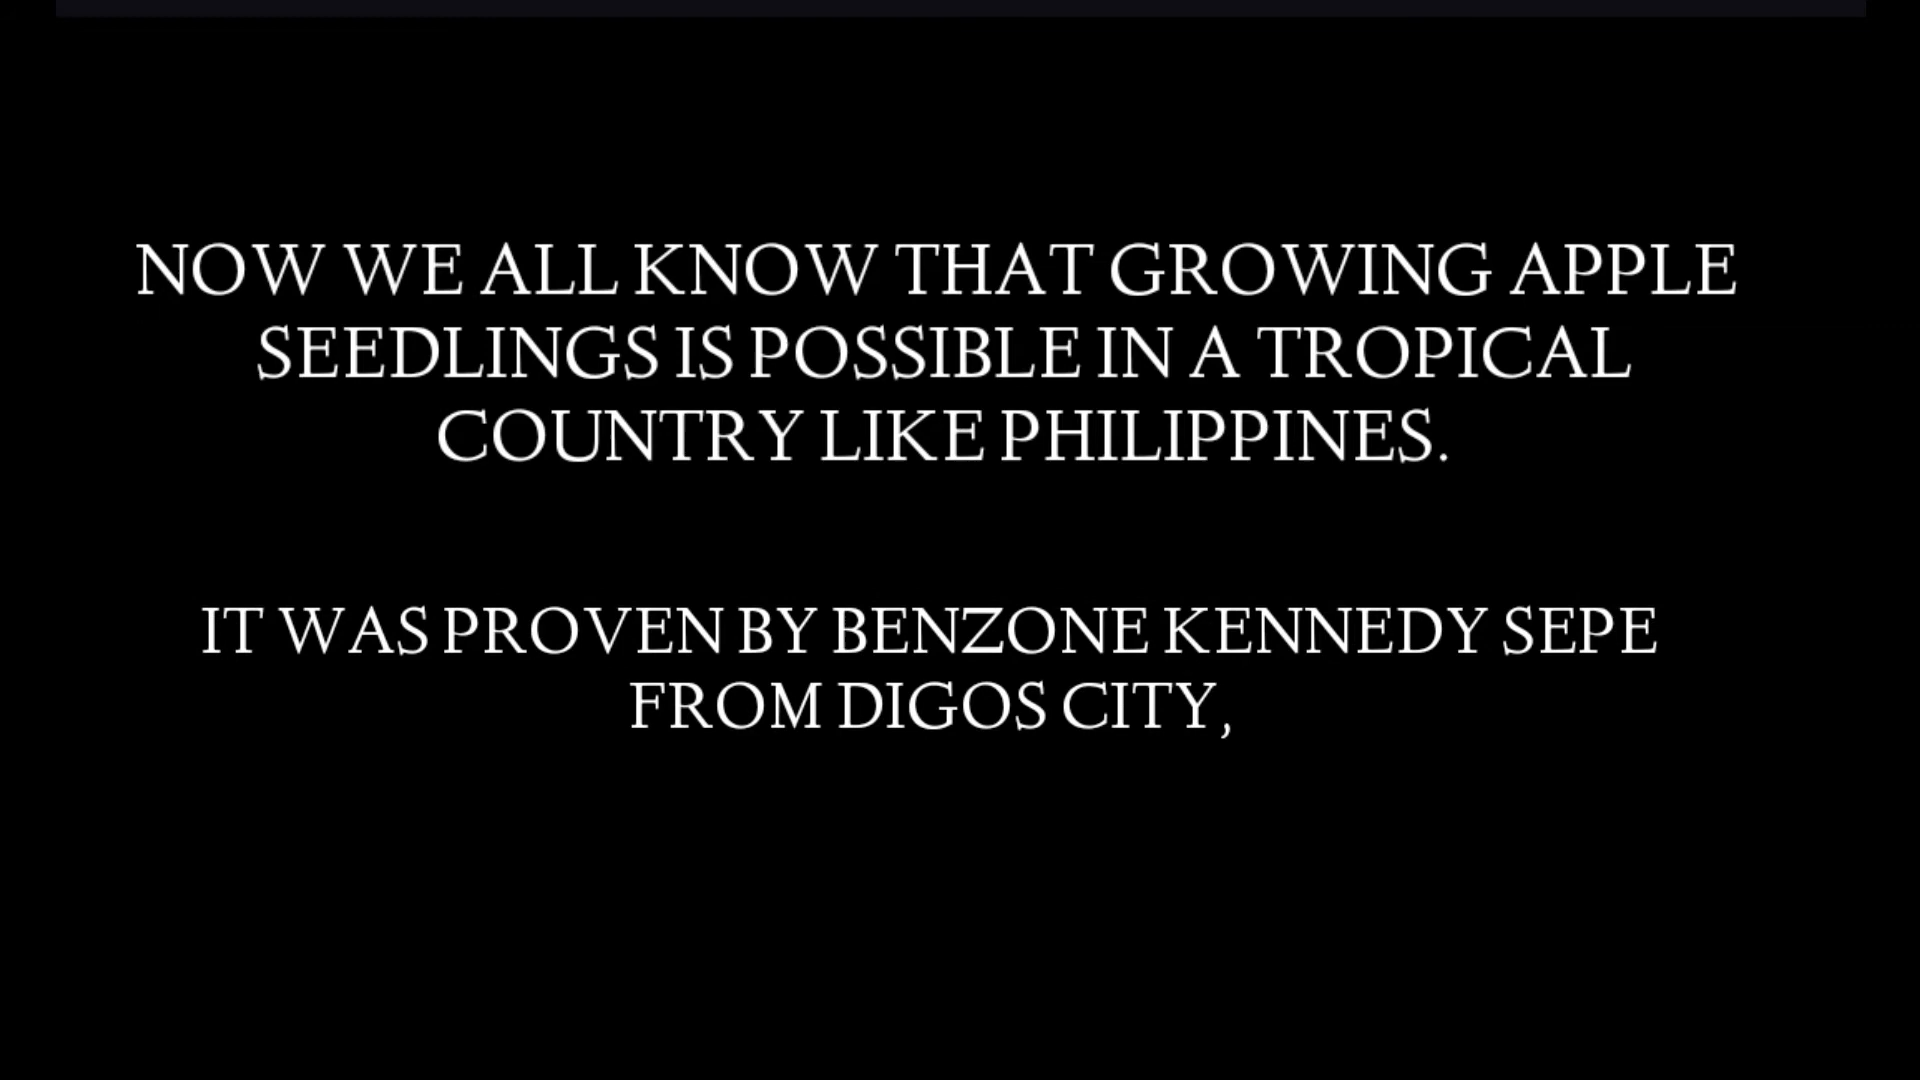 NOW WE ALL KNOW THAT GROWING APPLE
SEEDLINGS IS POSSIBLE IN A TROPICAL
COUNTRY LIKE PHILIPPINES.
IT WAS PROVEN BY BENZONE KENNEDY SEPE
FROM DIGOS CITY,